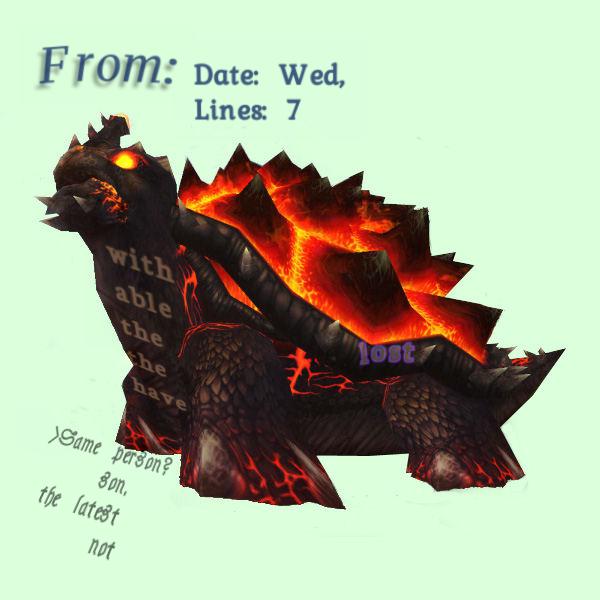 From:
Date: Wed,
Lines: 7
with
able
the
the
have
lost
>Same person?
son,
the latest
not